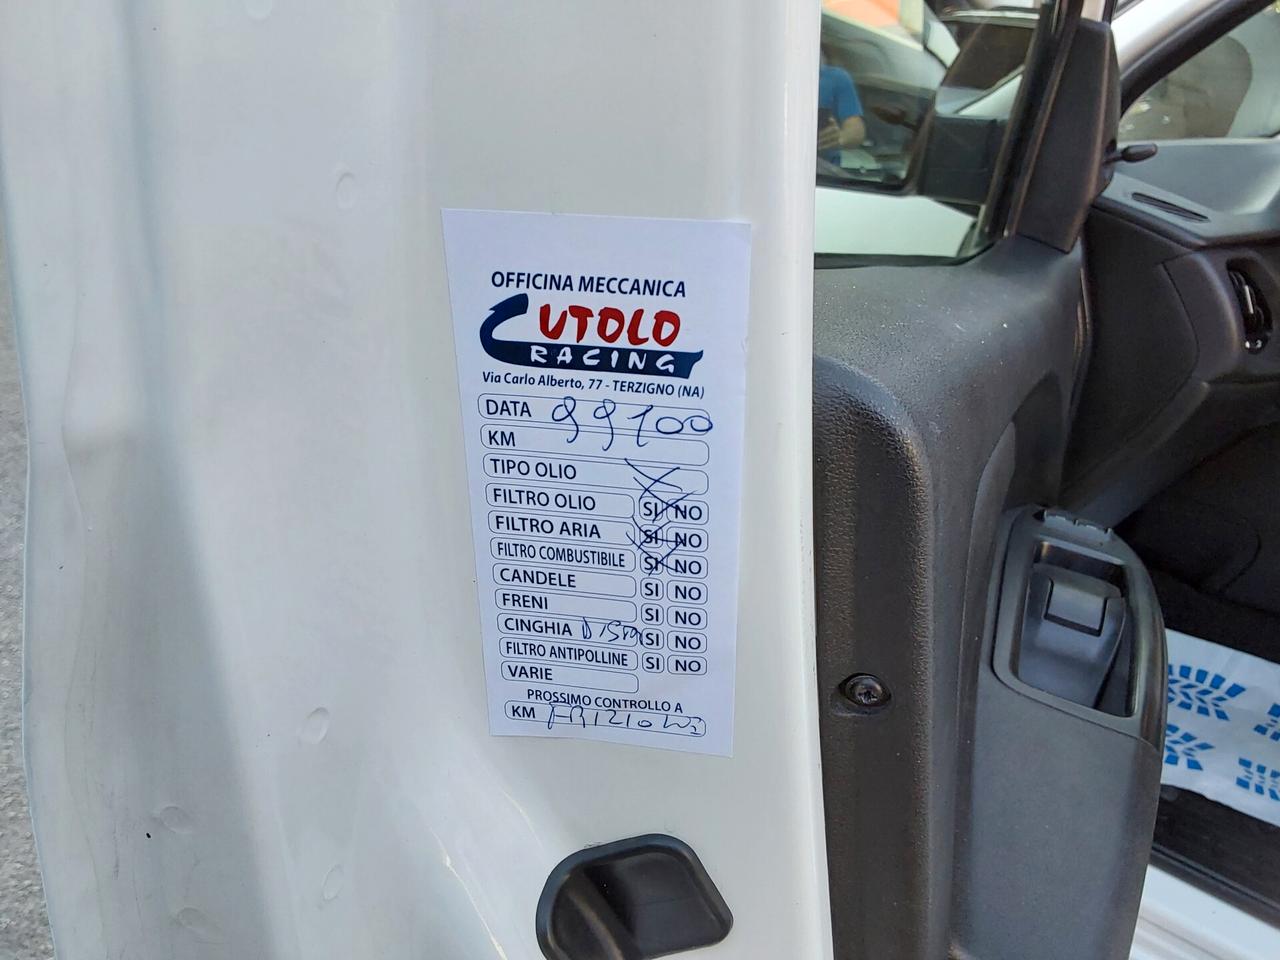 OFFICINA MECCANICA
CUTOLO
RACING
Via Carlo Alberto, 77 - TERZIGNO (NA)
DATA 99100
KM
TIPO OLIO
FILTRO OLIO SI NO
FILTRO ARIA SI NO
FILTRO COMBUSTIBILE SI NO
CANDELE SI NO
FRENI SI NO
CINGHIA SI NO
FILTRO ANTIPOLLINE SI NO
VARIE
PROSSIMO CONTROLLO A
KM